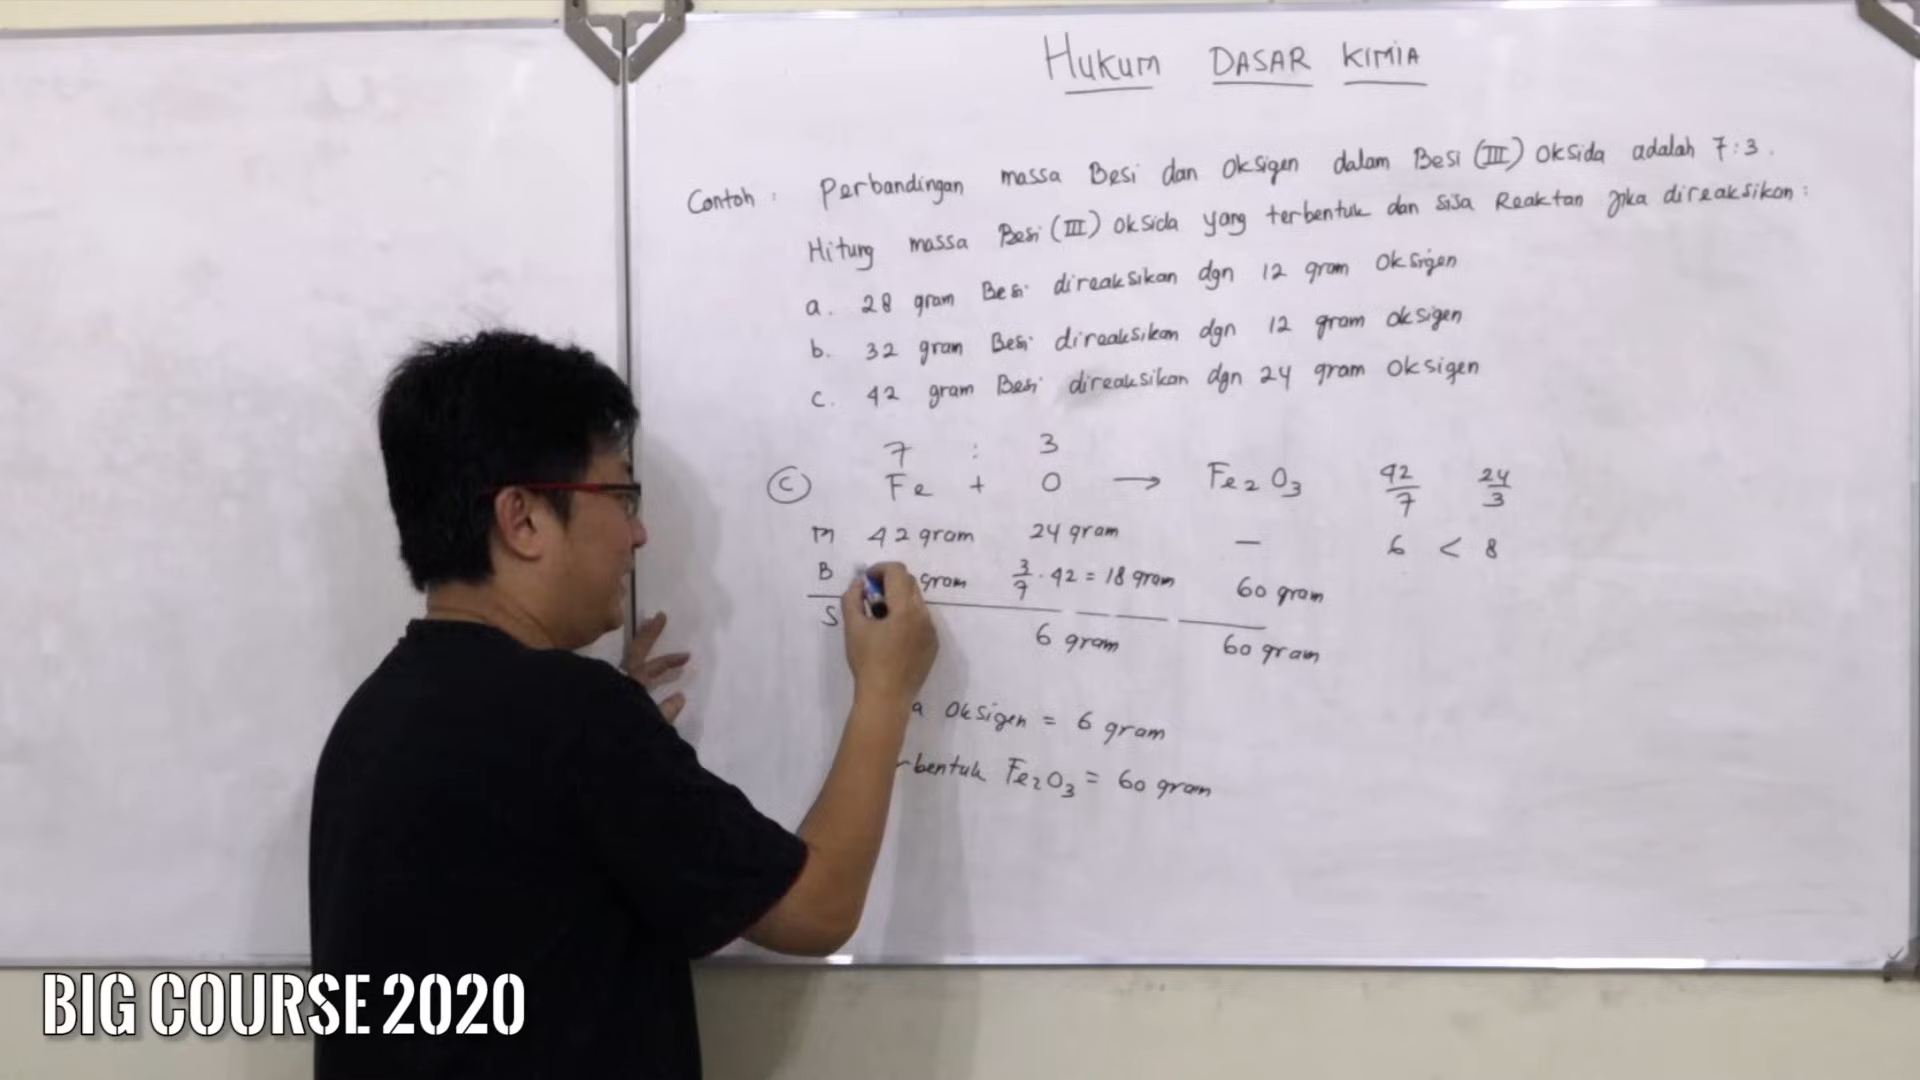 HUKUM DASAR KIMIA
Contoh : Perbandingan massa Besi dan Oksigen dalam Besi (III) Oksida adalah 7:3.
Hitung massa Besi (III) Oksida yang terbentuk dan sisa Reaktan jika direaksikan :
a. 28 gram Besi direaksikan dgn 12 gram Oksigen
b. 32 gram Besi direaksikan dgn 12 gram Oksigen
c. 42 gram Besi direaksikan dgn 24 gram Oksigen
7 : 3
(C) Fe + O → Fe2O3 42/7 24/3
M 42 gram 24 gram — 6 < 8
B gram 3/7 . 42 = 18 gram 60 gram
S 6 gram 60 gram
a Oksigen = 6 gram
rbentuk Fe2O3 = 60 gram
BIG COURSE 2020